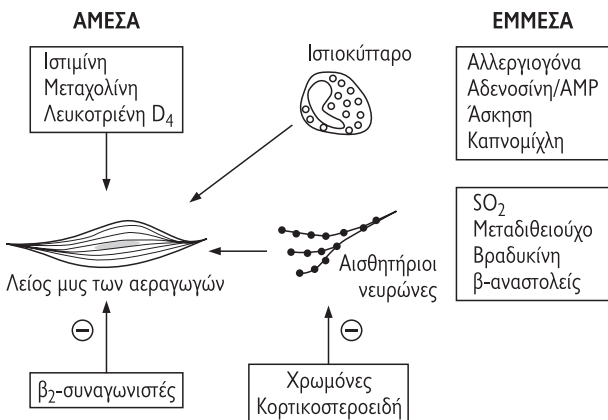 ΑΜΕΣΑ
Ιστιμίνη
Μεταχολίνη
Λευκοτριένη D₄
Ιστιοκύτταρο
ΕΜΜΕΣΑ
Αλλεργιογόνα
Αδενοσίνη/AMP
Άσκηση
Καπνομίχλη
SO₂
Μεταδιθειούχο
Βραδυκίνη
β-αναστολείς
Λείος μυς των αεραγωγών
Αισθητήριοι
νευρώνες
β₂-συναγωνιστές
Χρωμόνες
Κορτικοστεροειδή